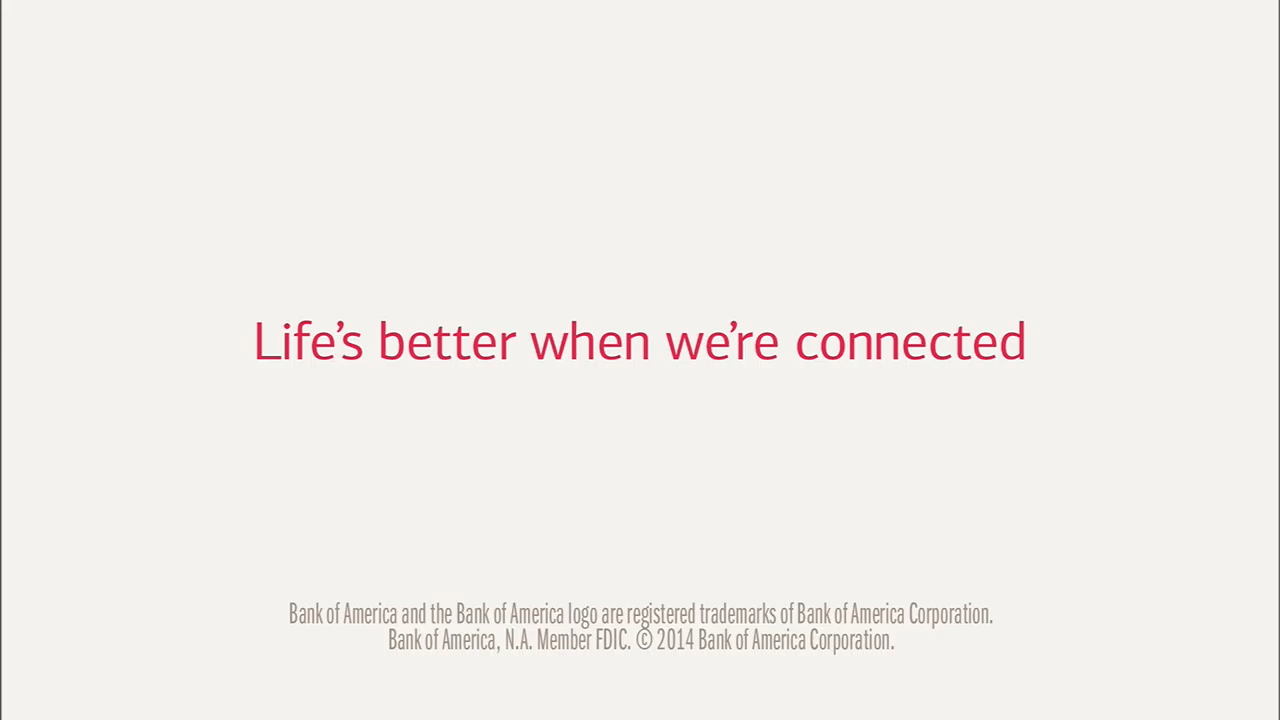 Life’s better when we’re connected
Bank of America and the Bank of America logo are registered trademarks of Bank of America Corporation.
Bank of America, N.A. Member FDIC. © 2014 Bank of America Corporation.